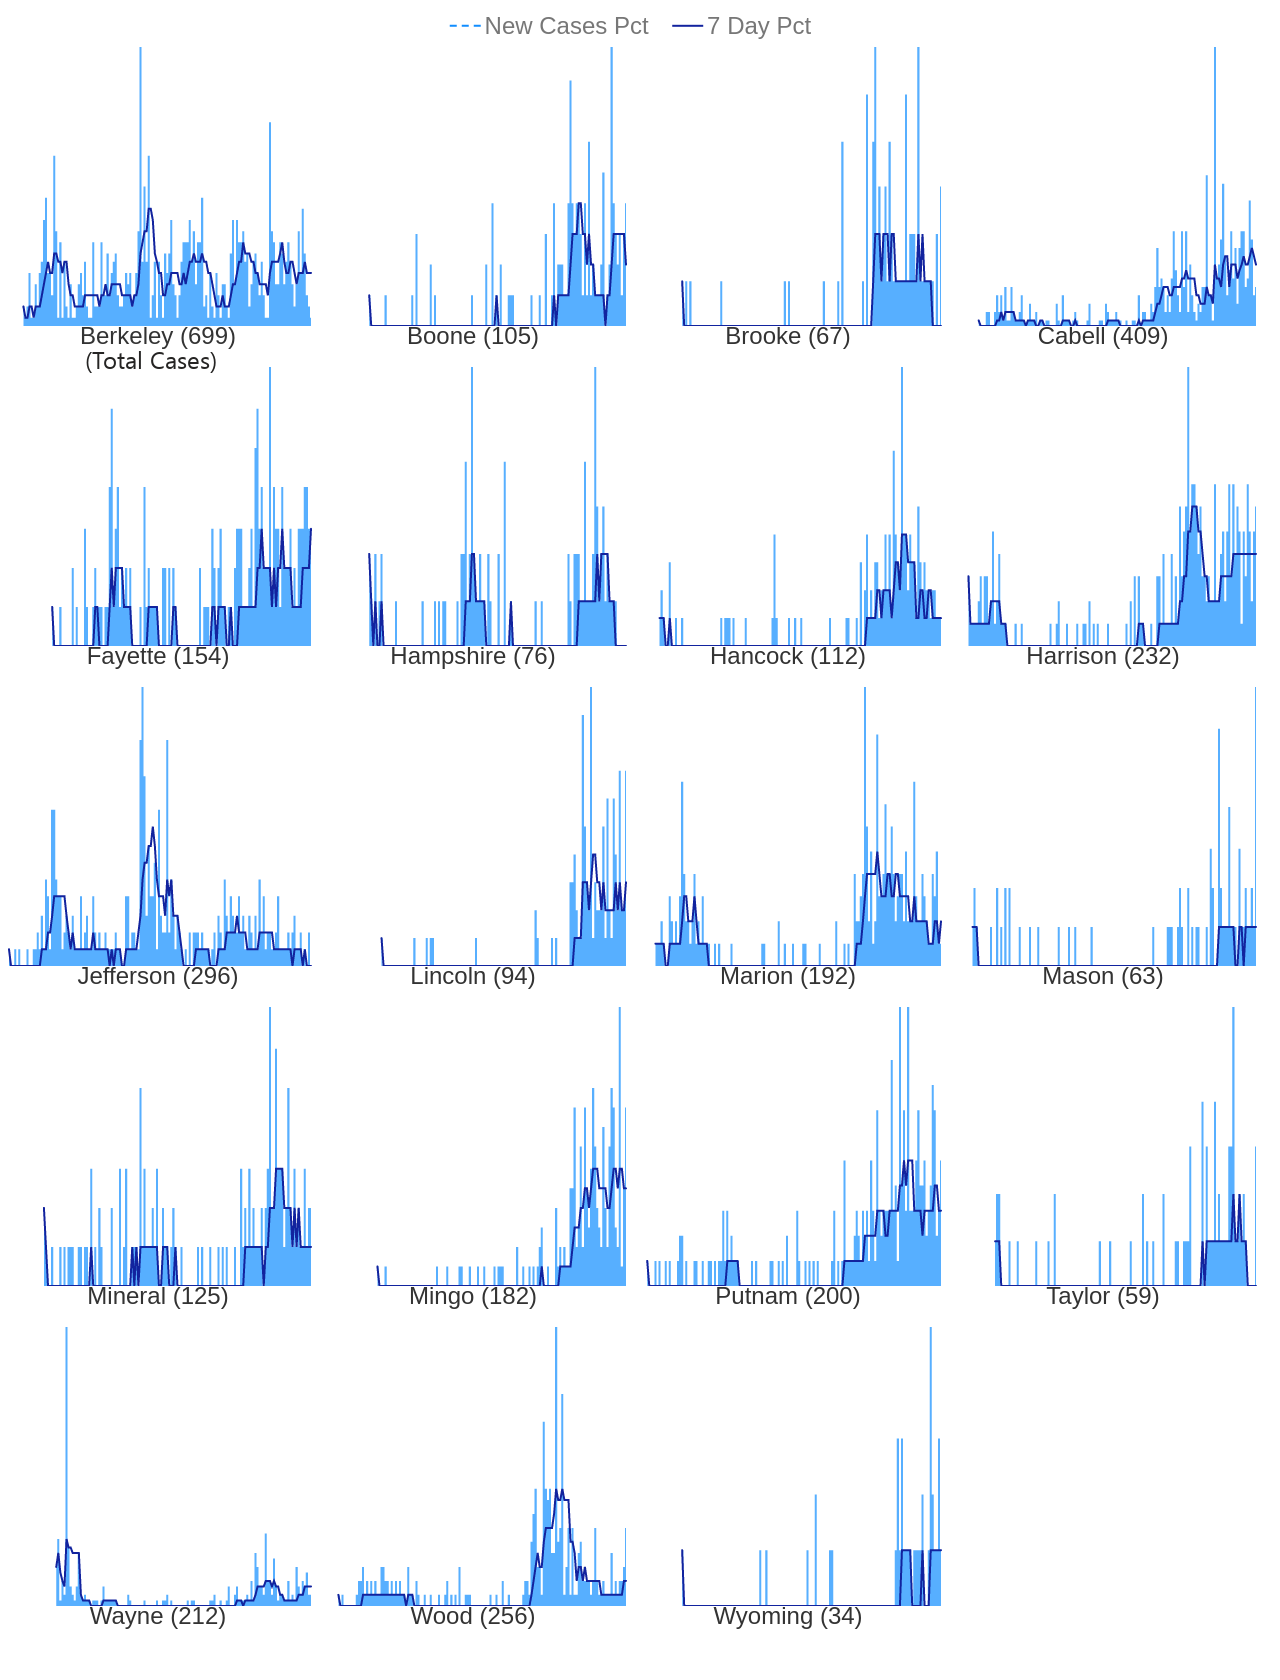 New Cases Pct 7 Day Pct
Berkeley (699) Boone (105) Brooke (67) Cabell (409)
(Total Cases)
Fayette (154) Hampshire (76) Hancock (112) Harrison (232)
Jefferson (296) Lincoln (94) Marion (192) Mason (63)
Mineral (125) Mingo (182) Putnam (200) Taylor (59)
Wayne (212) Wood (256) Wyoming (34)